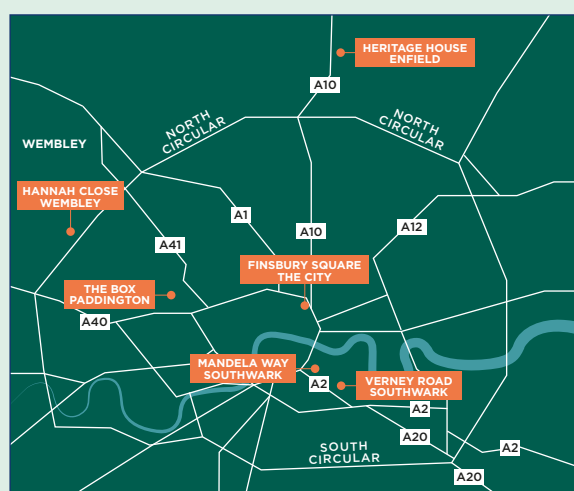 HERITAGE HOUSE
ENFIELD
A10
NORTH
CIRCULAR
NORTH
CIRCULAR
WEMBLEY
HANNAH CLOSE
WEMBLEY
A1
A10
A12
A41
FINSBURY SQUARE
THE CITY
THE BOX
PADDINGTON
A40
MANDELA WAY
SOUTHWARK
A2
VERNEY ROAD
SOUTHWARK
A2
A20
SOUTH
CIRCULAR
A2
A20